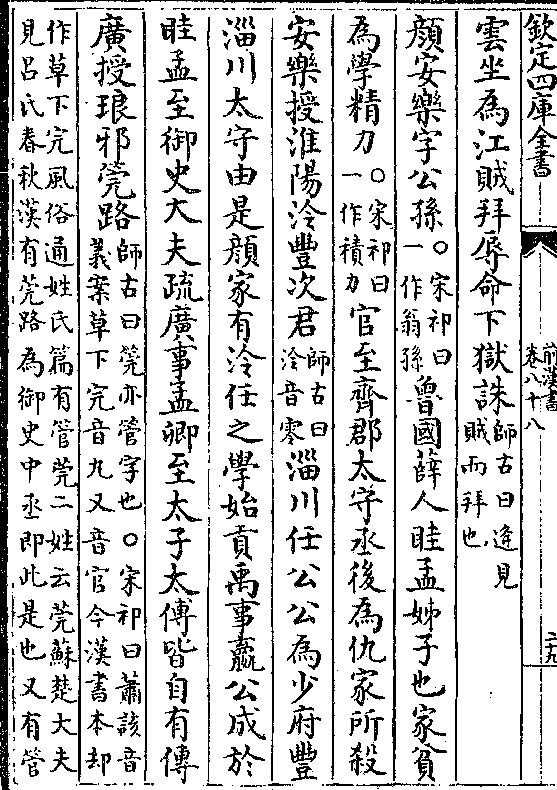 欽定四庫全書
前漢書
卷八十八
二十九
雲坐為江賊拜辱命下獄誅師古曰逢見
賊而拜也
顔安樂字公孫○宋祁曰
一作翁孫魯國薛人眭孟姊子也家貧
為學精力○宋祁曰
一作積力官至齊郡太守丞後為仇家所殺
安樂授淮陽泠豐次君師古曰
泠音零淄川任公公為少府豐
淄川太守由是顔家有泠任之學始貢禹事嬴公成於
眭孟至御史大夫疏廣事孟卿至太子太傅皆自有傳
廣授琅邪筦路師古曰筦亦管字也○宋祁曰蕭該音
義案草下完音九又音官今漢書本却
作草下完風俗通姓氏篇有管莞二姓云莞蘇楚大夫
見吕氏春秋漢有莞路為御史中丞即此是也又有管